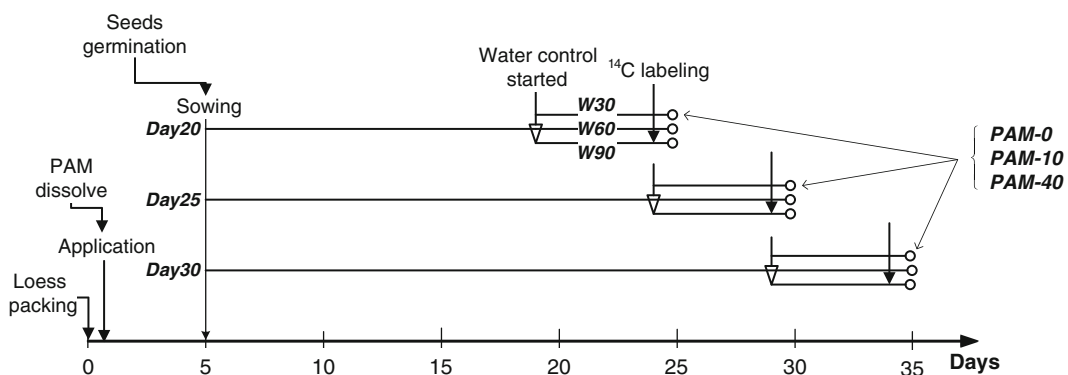 Seeds
germination
Water control
started
¹⁴C labeling
Sowing
W30
Day20
W60
W90
PAM-0
PAM-10
PAM-40
PAM
dissolve
Day25
Application
Day30
Loess
packing
0 5 10 15 20 25 30 35 Days